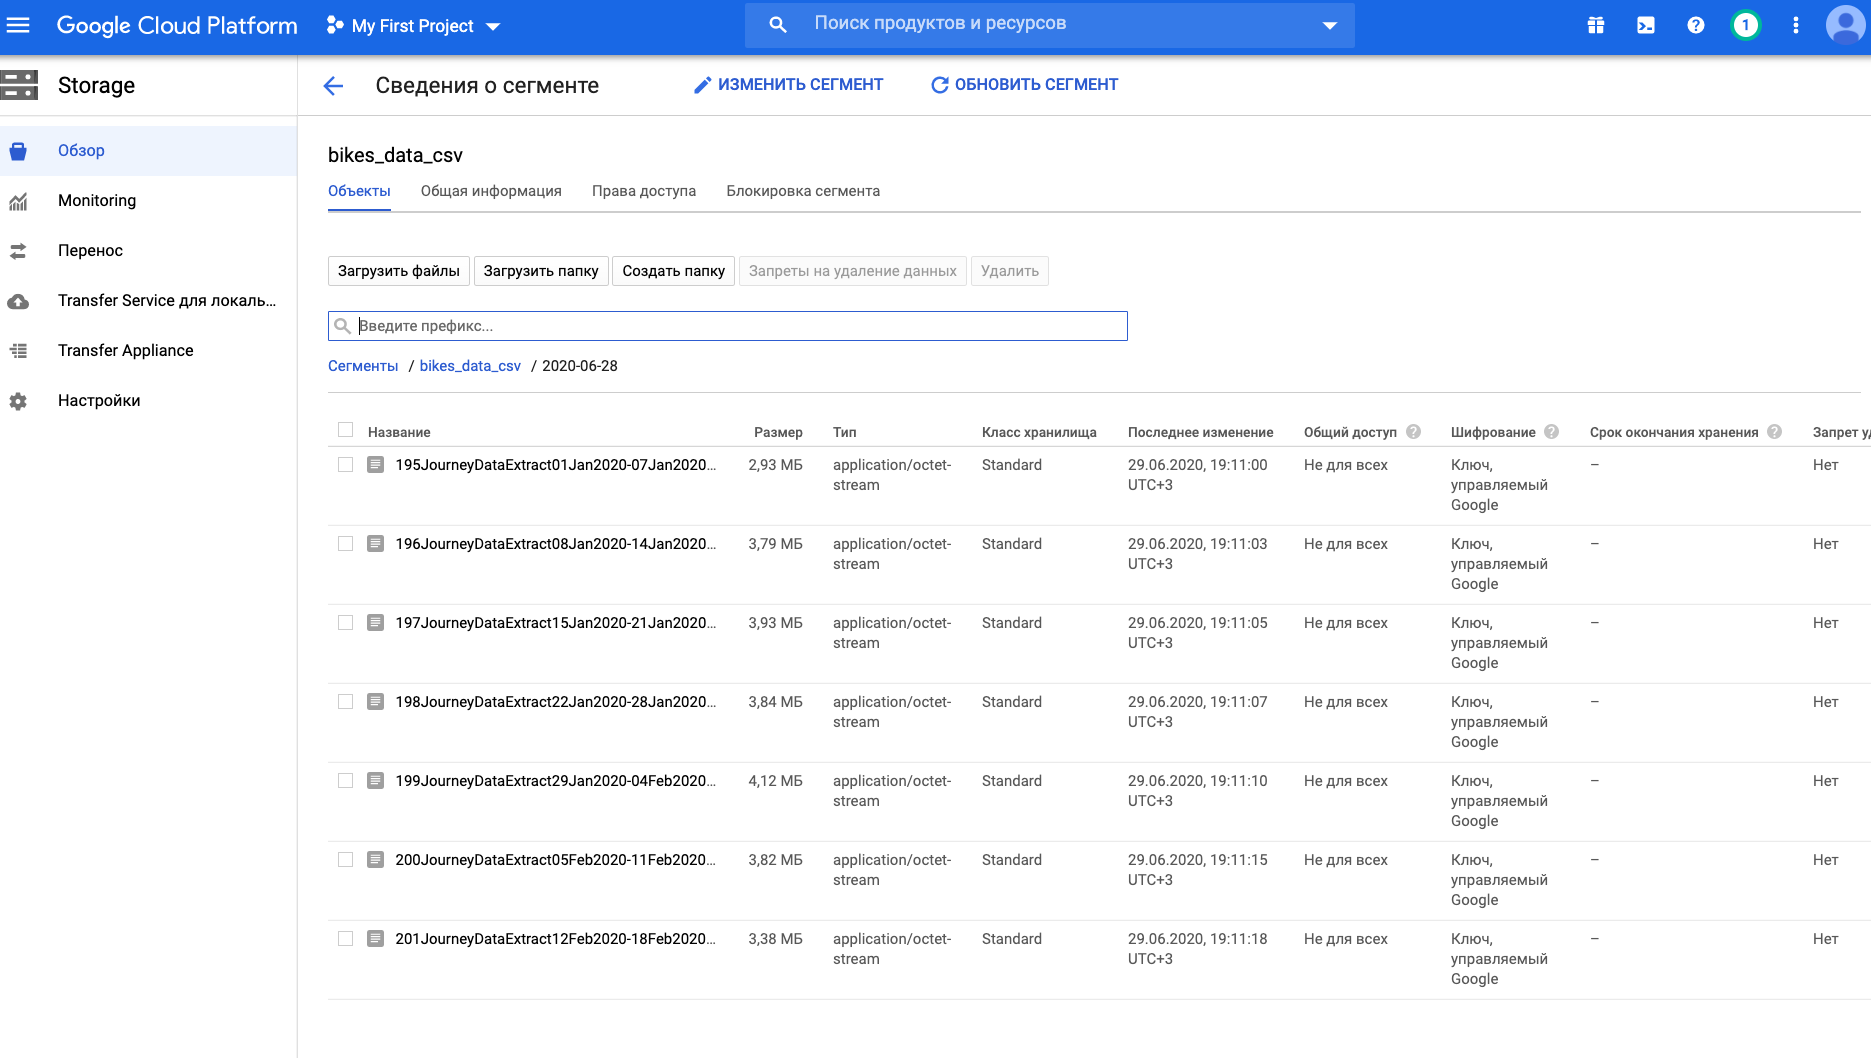 Google Cloud Platform
My First Project
Поиск продуктов и ресурсов
1
Storage
Сведения о сегменте
ИЗМЕНИТЬ СЕГМЕНТ
ОБНОВИТЬ СЕГМЕНТ
Обзор
Monitoring
Перенос
Transfer Service для локаль...
Transfer Appliance
Настройки
bikes_data_csv
Объекты Общая информация Права доступа Блокировка сегмента
Загрузить файлы Загрузить папку Создать папку Запреты на удаление данных Удалить
Введите префикс...
Сегменты / bikes_data_csv / 2020-06-28
Название Размер Тип Класс хранилища Последнее изменение Общий доступ Шифрование Срок окончания хранения Запрет
195JourneyDataExtract01Jan2020-07Jan2020... 2,93 МБ application/octet- Standard 29.06.2020, 19:11:00 Не для всех Ключ, – Нет
stream UTC+3 управляемый
Google
196JourneyDataExtract08Jan2020-14Jan2020... 3,79 МБ application/octet- Standard 29.06.2020, 19:11:03 Не для всех Ключ, – Нет
stream UTC+3 управляемый
Google
197JourneyDataExtract15Jan2020-21Jan2020... 3,93 МБ application/octet- Standard 29.06.2020, 19:11:05 Не для всех Ключ, – Нет
stream UTC+3 управляемый
Google
198JourneyDataExtract22Jan2020-28Jan2020... 3,84 МБ application/octet- Standard 29.06.2020, 19:11:07 Не для всех Ключ, – Нет
stream UTC+3 управляемый
Google
199JourneyDataExtract29Jan2020-04Feb2020... 4,12 МБ application/octet- Standard 29.06.2020, 19:11:10 Не для всех Ключ, – Нет
stream UTC+3 управляемый
Google
200JourneyDataExtract05Feb2020-11Feb2020... 3,82 МБ application/octet- Standard 29.06.2020, 19:11:15 Не для всех Ключ, – Нет
stream UTC+3 управляемый
Google
201JourneyDataExtract12Feb2020-18Feb2020... 3,38 МБ application/octet- Standard 29.06.2020, 19:11:18 Не для всех Ключ, – Нет
stream UTC+3 управляемый
Google